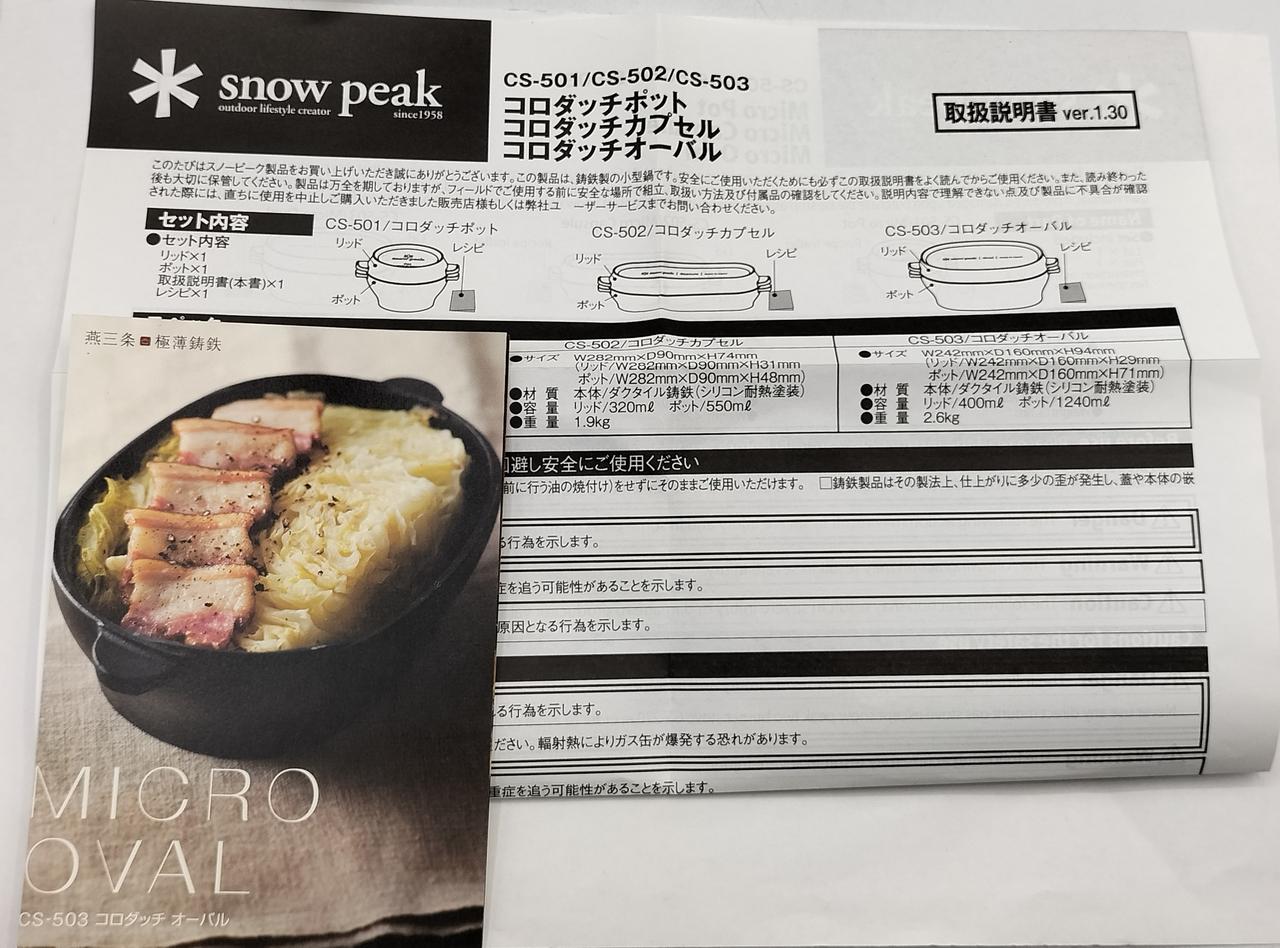 snow peak
outdoor lifestyle creator
since1958
CS-501/CS-502/CS-503
コロダッチポット
コロダッチカプセル
コロダッチオーバル
取扱説明書 ver.1.30
このたびはスノーピーク製品をお買い上げいただき誠にありがとうございます。この製品は、鋳鉄製の小型鍋です。安全にご使用いただくためにも必ずこの取扱説明書をよく読んでからご使用ください。また、読み終わった
後も大切に保管してください。製品は万全を期しておりますが、フィールドでご使用する前に安全な場所で組立、取扱い方法及び付属品の確認をしてください。説明内容で理解できない点及び製品に不具合が確認
された際には、直ちに使用を中止しご購入いただきました販売店様もしくは弊社ユ ーザーサービスまでお問い合わせください。
セット内容
●セット内容
リッド×1
ポット×1
取扱説明書(本書)×1
レシピ×1
CS-501/コロダッチポット
リッド
レシピ
ポット
CS-502/コロダッチカプセル
リッド
レシピ
ポット
CS-503/コロダッチオーバル
リッド
レシピ
ポット
CS-502/コロダッチカプセル
●サイズ W282mm×D90mm×H74mm
(リッド/W282mm×D90mm×H31mm
ポット/W282mm×D90mm×H48mm)
●材 質 本体/ダクタイル鋳鉄(シリコン耐熱塗装)
●容 量 リッド/320mℓ ポット/550mℓ
●重 量 1.9kg
CS-503/コロダッチオーバル
●サイズ W242mm×D160mm×H94mm
(リッド/W242mm×D160mm×H29mm
ポット/W242mm×D160mm×H71mm)
●材 質 本体/ダクタイル鋳鉄(シリコン耐熱塗装)
●容 量 リッド/400mℓ ポット/1240mℓ
●重 量 2.6kg
避し安全にご使用ください
前に行う油の焼付け)をせずにそのままご使用いただけます。 □鋳鉄製品はその製法上、仕上がりに多少の歪が発生し、蓋や本体の嵌
る行為を示します。
症を追う可能性があることを示します。
原因となる行為を示します。
る行為を示します。
ださい。輻射熱によりガス缶が爆発する恐れがあります。
重症を追う可能性があることを示します。
燕三条 極薄鋳鉄
MICRO
OVAL
CS-503 コロダッチ オーバル